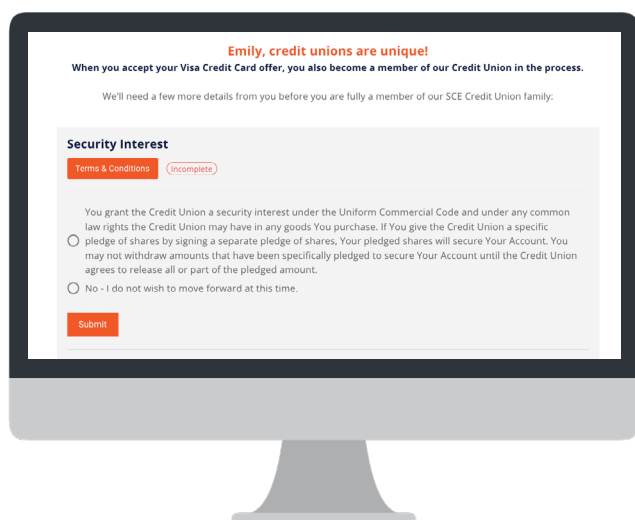 Emily, credit unions are unique!
When you accept your Visa Credit Card offer, you also become a member of our Credit Union in the process.
We'll need a few more details from you before you are fully a member of our SCE Credit Union family:
Security Interest
Terms & Conditions (Incomplete)
You grant the Credit Union a security interest under the Uniform Commercial Code and under any common
law rights the Credit Union may have in any goods You purchase. If You give the Credit Union a specific
pledge of shares by signing a separate pledge of shares, Your pledged shares will secure Your Account. You
may not withdraw amounts that have been specifically pledged to secure Your Account until the Credit Union
agrees to release all or part of the pledged amount.
No - I do not wish to move forward at this time.
Submit